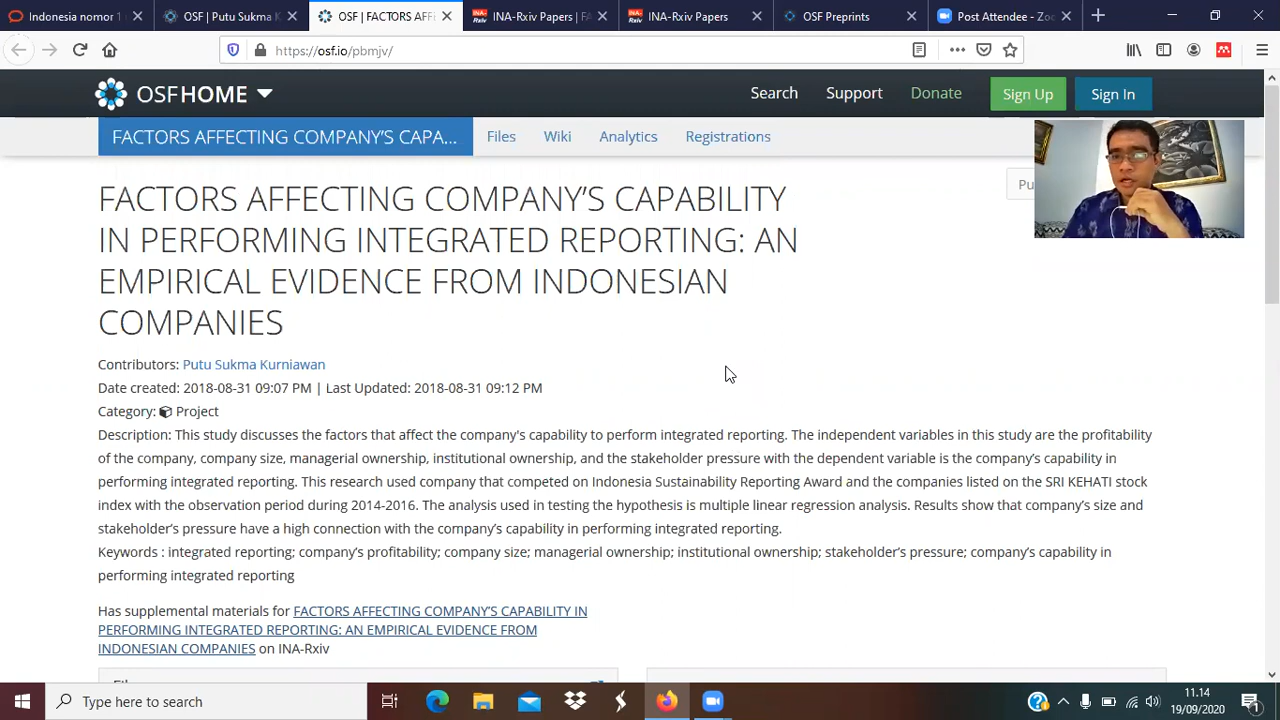 Indonesia nomor 1
OSF | Putu Sukma K
OSF | FACTORS AFFE
INA-Rxiv Papers | FA
INA-Rxiv Papers
OSF Preprints
Post Attendee - Zoo
https://osf.io/pbmjv/
OSFHOME
Search
Support
Donate
Sign Up
Sign In
FACTORS AFFECTING COMPANY’S CAPA...
Files
Wiki
Analytics
Registrations
Pu
FACTORS AFFECTING COMPANY’S CAPABILITY
IN PERFORMING INTEGRATED REPORTING: AN
EMPIRICAL EVIDENCE FROM INDONESIAN
COMPANIES
Contributors: Putu Sukma Kurniawan
Date created: 2018-08-31 09:07 PM | Last Updated: 2018-08-31 09:12 PM
Category: Project
Description: This study discusses the factors that affect the company's capability to perform integrated reporting. The independent variables in this study are the profitability
of the company, company size, managerial ownership, institutional ownership, and the stakeholder pressure with the dependent variable is the company’s capability in
performing integrated reporting. This research used company that competed on Indonesia Sustainability Reporting Award and the companies listed on the SRI KEHATI stock
index with the observation period during 2014-2016. The analysis used in testing the hypothesis is multiple linear regression analysis. Results show that company’s size and
stakeholder’s pressure have a high connection with the company’s capability in performing integrated reporting.
Keywords : integrated reporting; company’s profitability; company size; managerial ownership; institutional ownership; stakeholder’s pressure; company’s capability in
performing integrated reporting
Has supplemental materials for FACTORS AFFECTING COMPANY’S CAPABILITY IN
PERFORMING INTEGRATED REPORTING: AN EMPIRICAL EVIDENCE FROM
INDONESIAN COMPANIES on INA-Rxiv
Type here to search
11.14
19/09/2020